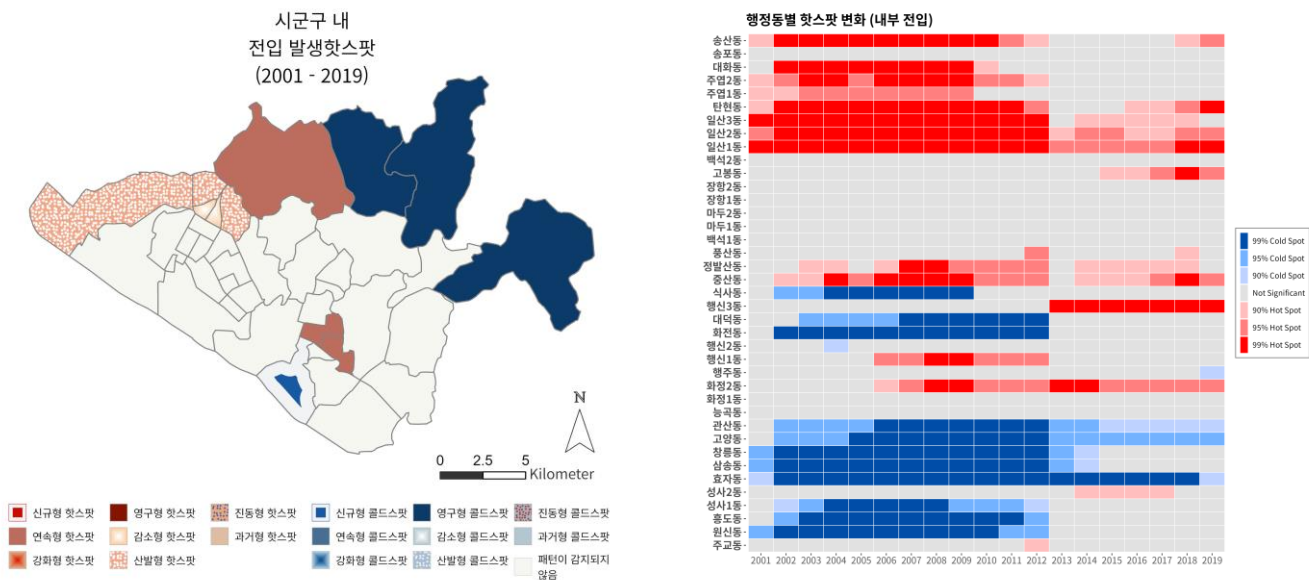 시군구 내
전입 발생핫스팟
(2001 - 2019)
N
0 2.5 5
Kilometer
신규형 핫스팟
영구형 핫스팟
진동형 핫스팟
신규형 콜드스팟
영구형 콜드스팟
진동형 콜드스팟
연속형 핫스팟
감소형 핫스팟
과거형 핫스팟
연속형 콜드스팟
감소형 콜드스팟
과거형 콜드스팟
강화형 핫스팟
산발형 핫스팟
강화형 콜드스팟
산발형 콜드스팟
패턴이 감지되지
않음
행정동별 핫스팟 변화 (내부 전입)
송산동
송포동
대화동
주엽2동
주엽1동
탄현동
일산3동
일산2동
일산1동
백석2동
고봉동
장항2동
장항1동
마두2동
마두1동
백석1동
풍산동
정발산동
중산동
식사동
행신3동
대덕동
화전동
행신2동
행신1동
행주동
화정2동
화정1동
능곡동
관산동
고양동
창릉동
삼송동
효자동
성사2동
성사1동
흥도동
원신동
주교동
2001 2002 2003 2004 2005 2006 2007 2008 2009 2010 2011 2012 2013 2014 2015 2016 2017 2018 2019
99% Cold Spot
95% Cold Spot
90% Cold Spot
Not Significant
90% Hot Spot
95% Hot Spot
99% Hot Spot